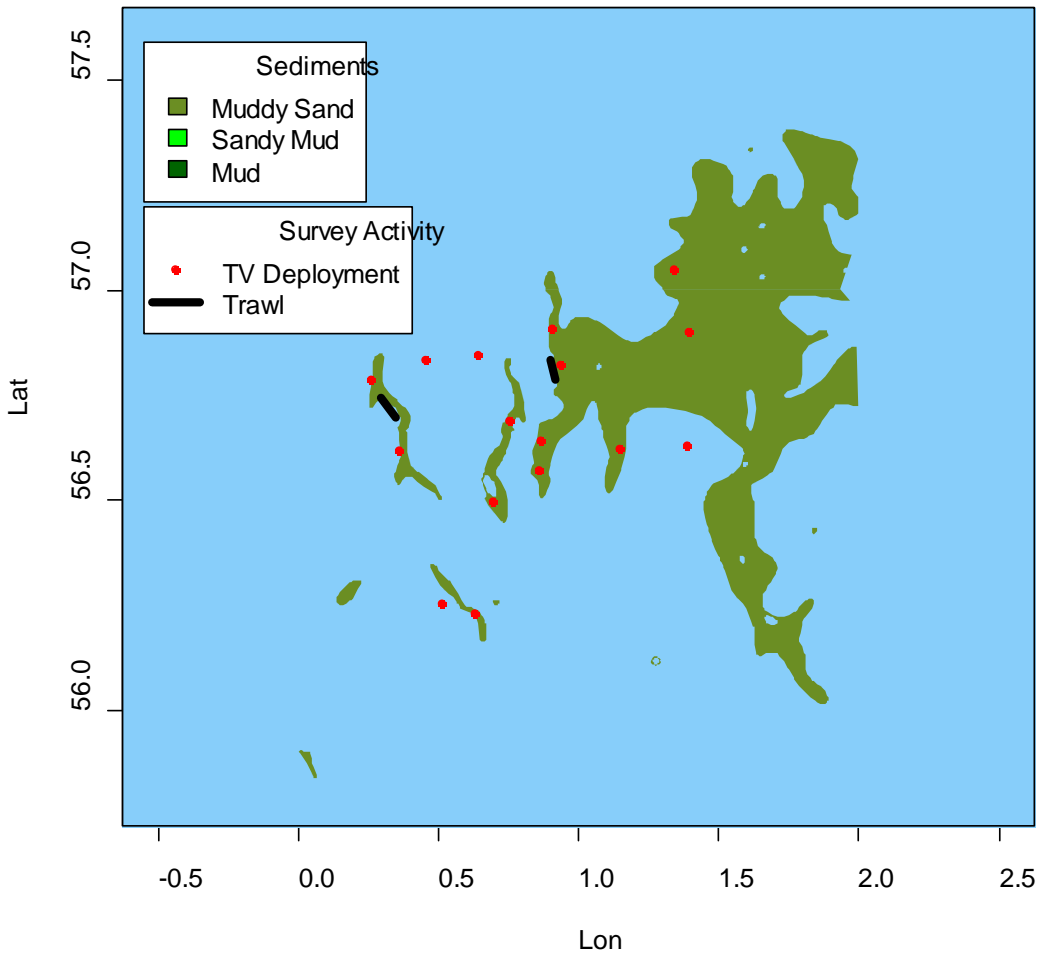 57.5
57.0
56.5
56.0
Lat
Sediments
Muddy Sand
Sandy Mud
Mud
Survey Activity
TV Deployment
Trawl
-0.5 0.0 0.5 1.0 1.5 2.0 2.5
Lon